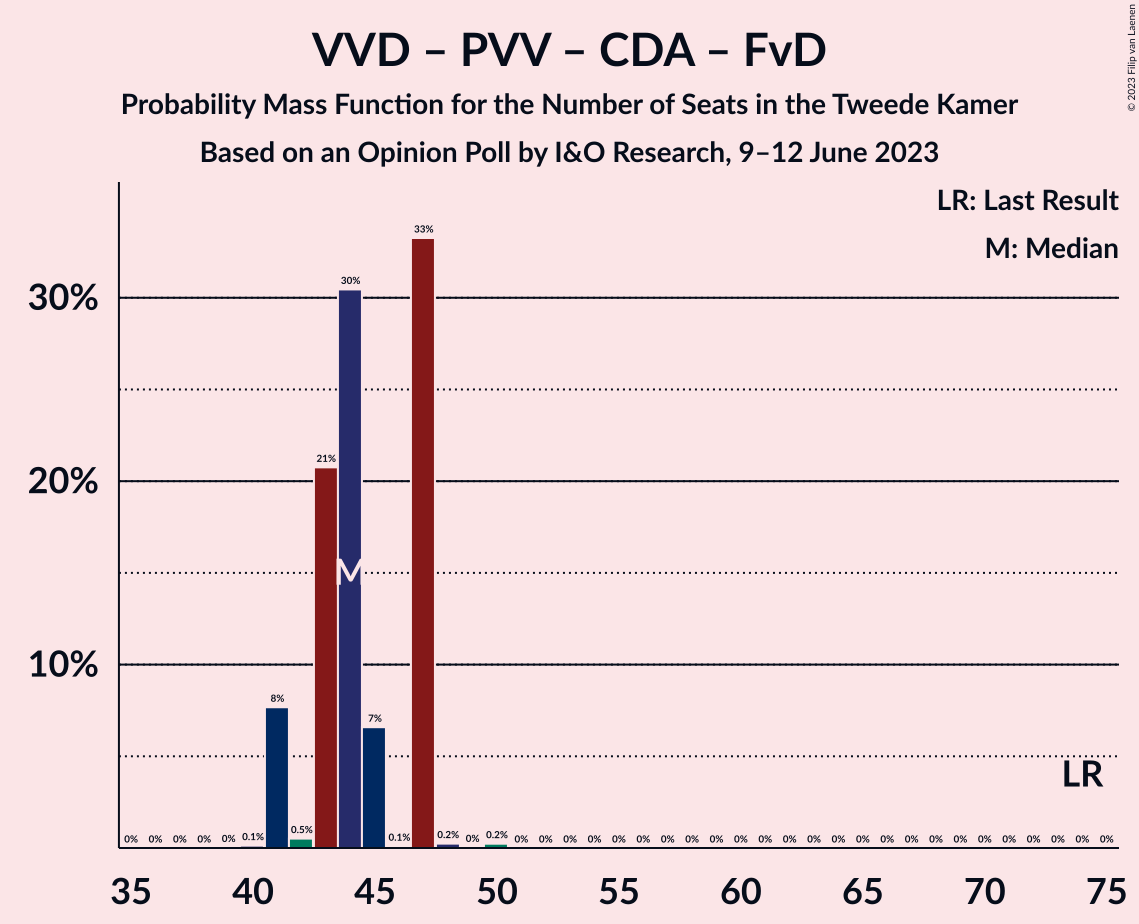 VVD – PVV – CDA – FvD
Probability Mass Function for the Number of Seats in the Tweede Kamer
Based on an Opinion Poll by I&O Research, 9–12 June 2023
© 2023 Filip van Laenen
LR: Last Result
M: Median
30%
20%
10%
0% 0% 0% 0% 0% 0.1% 8% 0.5% 21% 30% 7% 0.1% 33% 0.2% 0% 0.2% 0% 0% 0% 0% 0% 0% 0% 0% 0% 0% 0% 0% 0% 0% 0% 0% 0% 0% 0% 0% 0% 0% 0% 0% 0%
M
LR
35 40 45 50 55 60 65 70 75